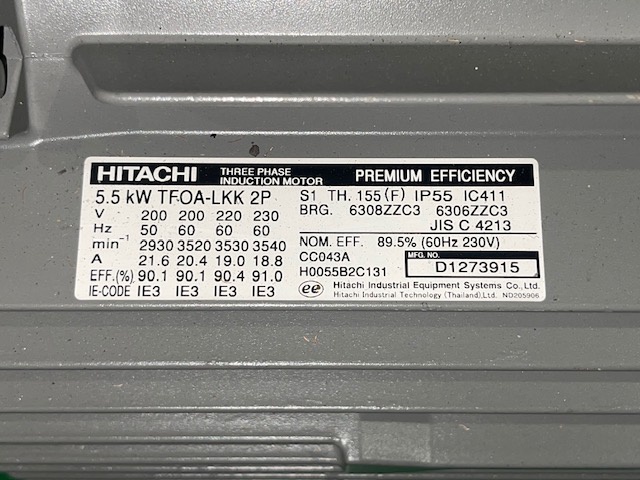 HITACHI THREE PHASE INDUCTION MOTOR PREMIUM EFFICIENCY
5.5 kW TFOA-LKK 2P
V 200 200 220 230
Hz 50 60 60 60
min⁻¹ 2930 3520 3530 3540
A 21.6 20.4 19.0 18.8
EFF.(%) 90.1 90.1 90.4 91.0
IE-CODE IE3 IE3 IE3 IE3
S1 TH. 155 (F) IP55 IC411
BRG. 6308ZZC3 6306ZZC3
JIS C 4213
NOM. EFF. 89.5% (60Hz 230V)
CC043A
H0055B2C131
MFG. NO.
D1273915
ee Hitachi Industrial Equipment Systems Co.,Ltd.
Hitachi Industrial Technology (Thailand),Ltd. ND205906